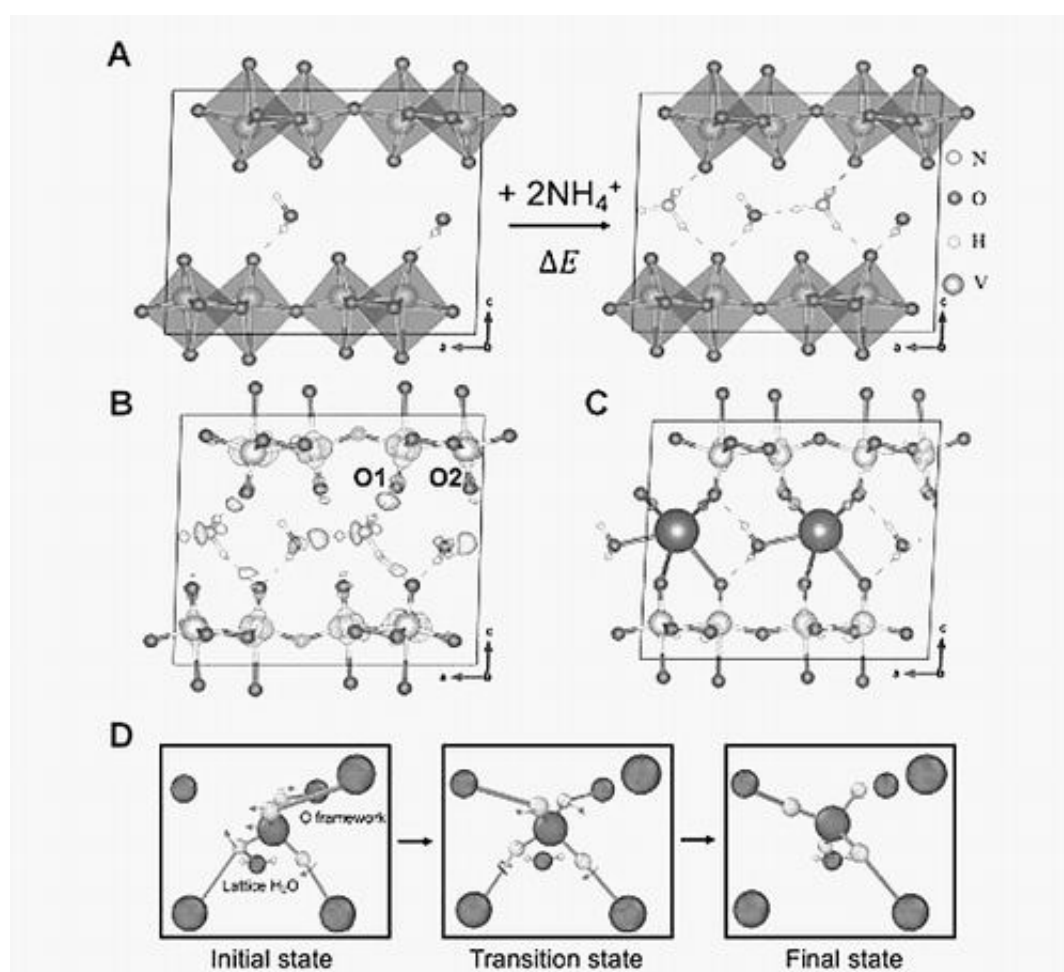 A
+ 2NH₄⁺
ΔE
N
O
H
V
c
a
c
a
B
C
O1
O2
c
a
c
a
D
O framework
Lattice H₂O
Initial state
Transition state
Final state